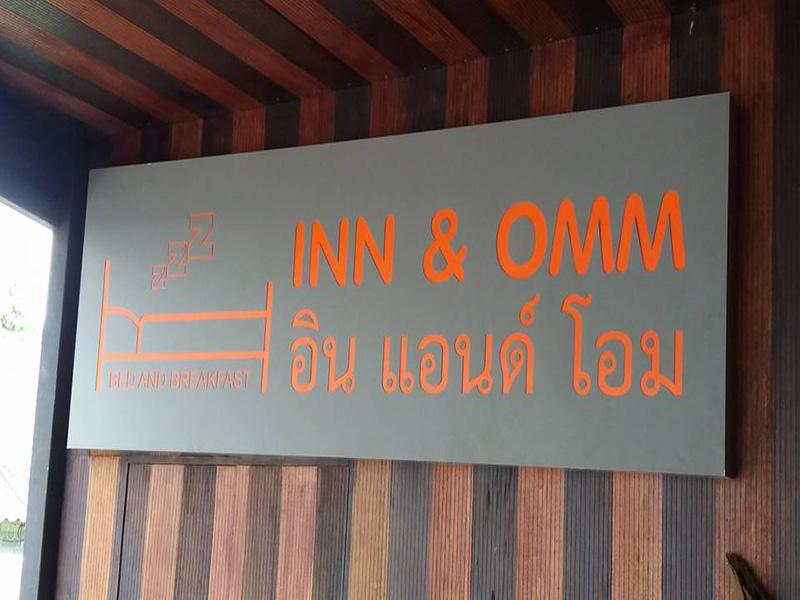 ZZZ
BED AND BREAKFAST
INN & OMM
อิน แอนด์ โอม